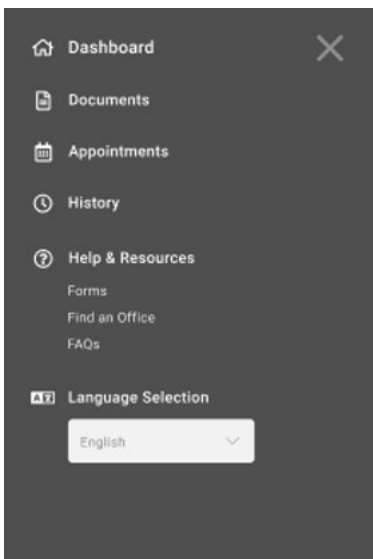 Dashboard
Documents
Appointments
History
Help & Resources
Forms
Find an Office
FAQs
Language Selection
English